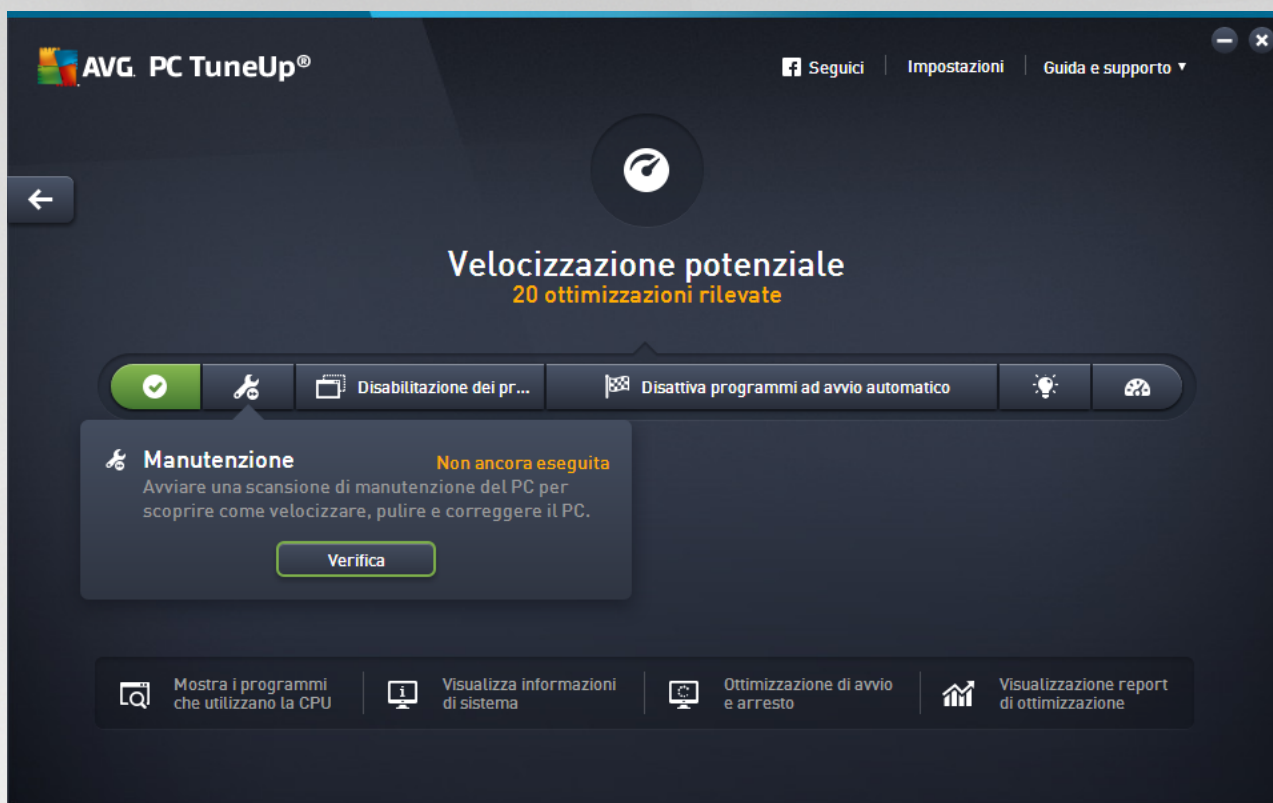 AVG. PC TuneUp®
Seguici
Impostazioni
Guida e supporto
Velocizzazione potenziale
20 ottimizzazioni rilevate
Disabilitazione dei pr...
Disattiva programmi ad avvio automatico
Manutenzione
Non ancora eseguita
Avviare una scansione di manutenzione del PC per
scoprire come velocizzare, pulire e correggere il PC.
Verifica
Mostra i programmi
che utilizzano la CPU
Visualizza informazioni
di sistema
Ottimizzazione di avvio
e arresto
Visualizzazione report
di ottimizzazione